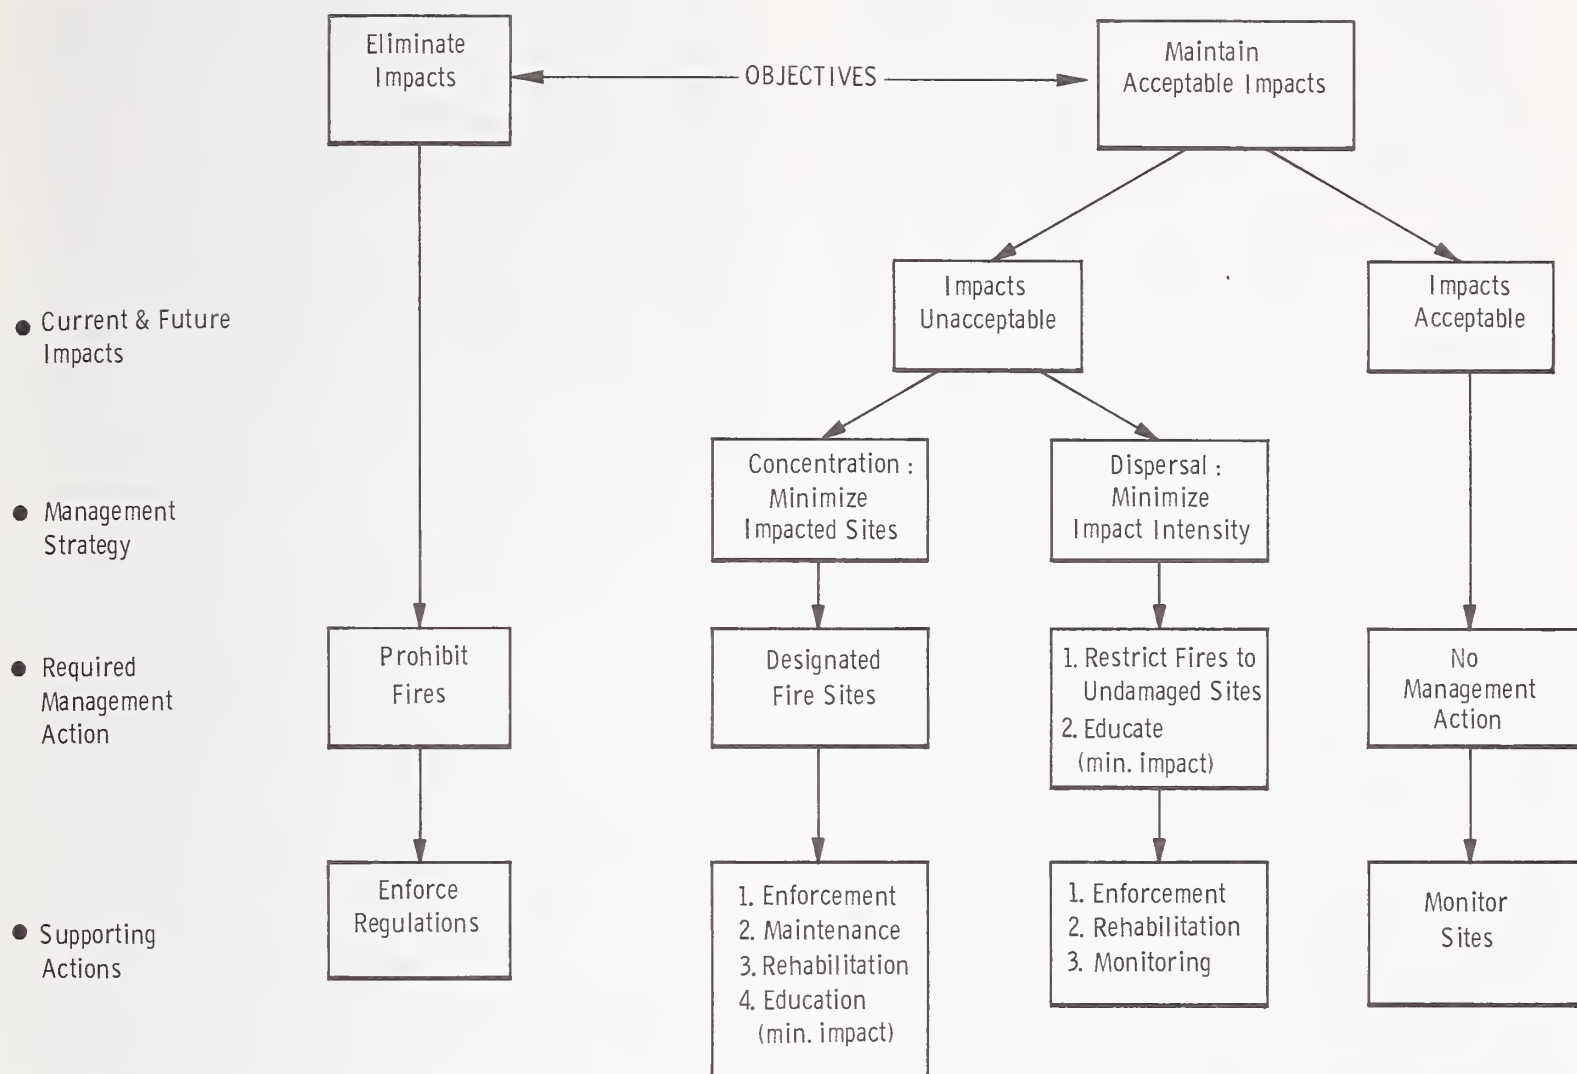 Eliminate
Impacts
OBJECTIVES
Maintain
Acceptable Impacts
● Current & Future
Impacts
Impacts
Unacceptable
Impacts
Acceptable
● Management
Strategy
Concentration :
Minimize
Impacted Sites
Dispersal :
Minimize
Impact Intensity
● Required
Management
Action
Prohibit
Fires
Designated
Fire Sites
1. Restrict Fires to
Undamaged Sites
2. Educate
(min. impact)
No
Management
Action
● Supporting
Actions
Enforce
Regulations
1. Enforcement
2. Maintenance
3. Rehabilitation
4. Education
(min. impact)
1. Enforcement
2. Rehabilitation
3. Monitoring
Monitor
Sites